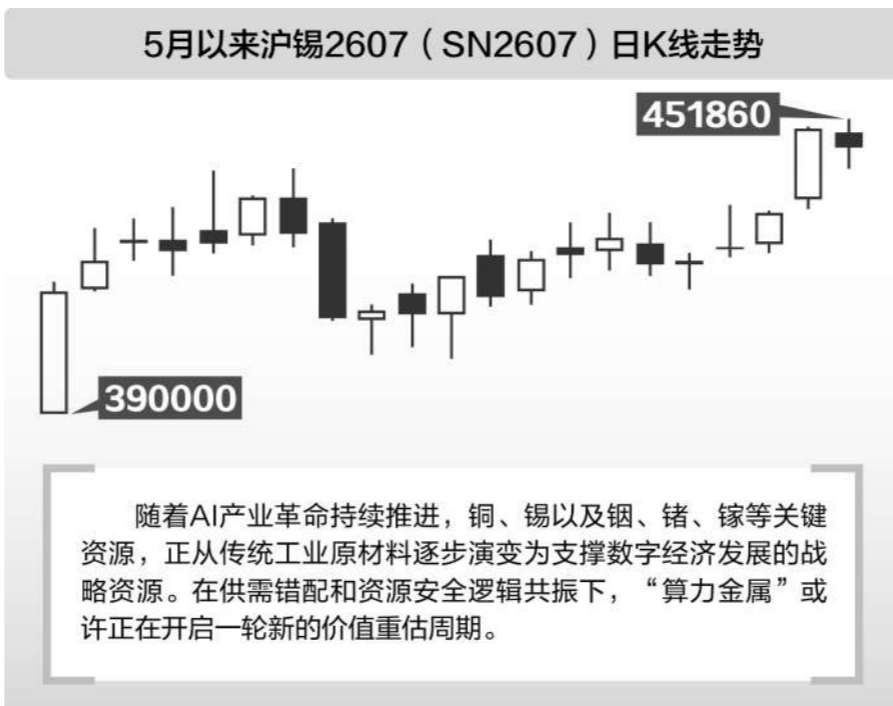 5月以来沪锡2607（SN2607）日K线走势
451860
390000
随着AI产业革命持续推进，铜、锡以及铟、锗、镓等关键
资源，正从传统工业原材料逐步演变为支撑数字经济发展的战
略资源。在供需错配和资源安全逻辑共振下，“算力金属”或
许正在开启一轮新的价值重估周期。